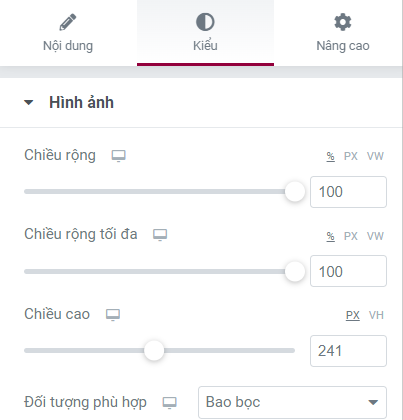 Nội dung Kiểu Nâng cao
Hình ảnh
Chiều rộng % PX VW
100
Chiều rộng tối đa % PX VW
100
Chiều cao PX VH
241
Đối tượng phù hợp Bao bọc